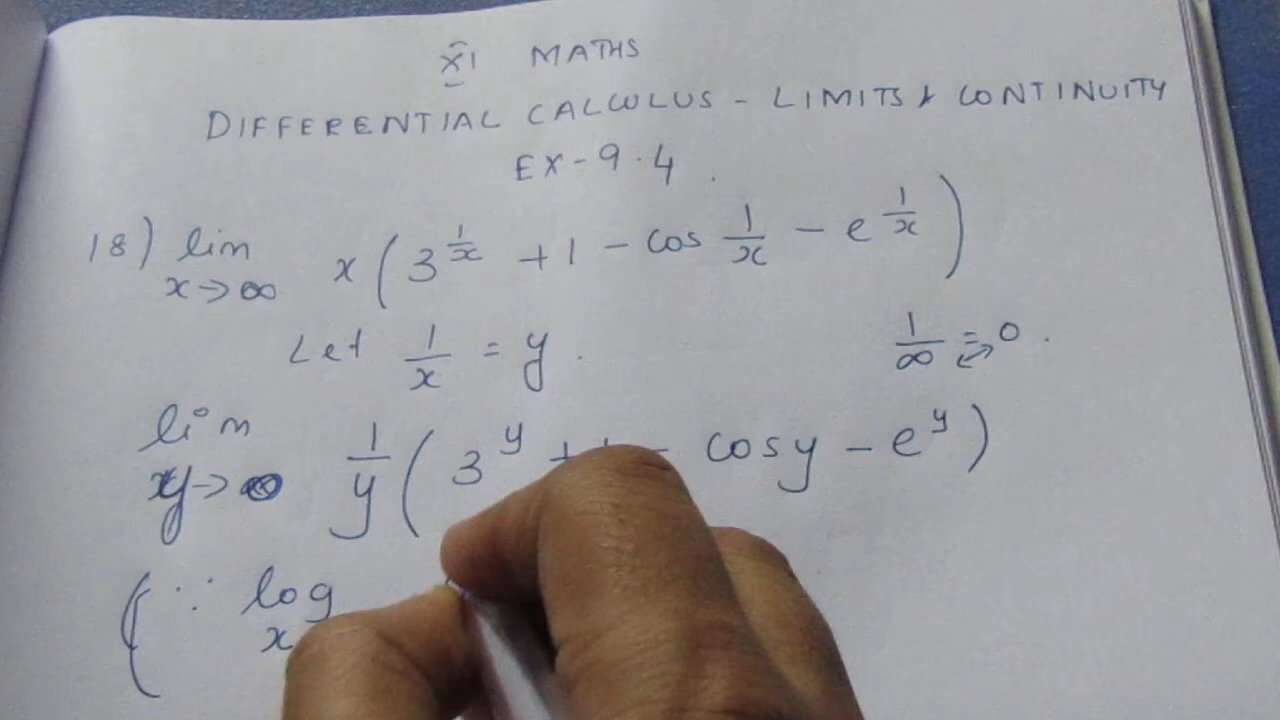 XI MATHS
DIFFERENTIAL CALCULUS - LIMITS & CONTINUITY
EX - 9.4.
18) lim x→∞ x(3^(1/x) + 1 - cos 1/x - e^(1/x))
Let 1/x = y. 1/∞ = 0.
lim y→0 1/y (3^y + 1 - cos y - e^y)
(∵ log x